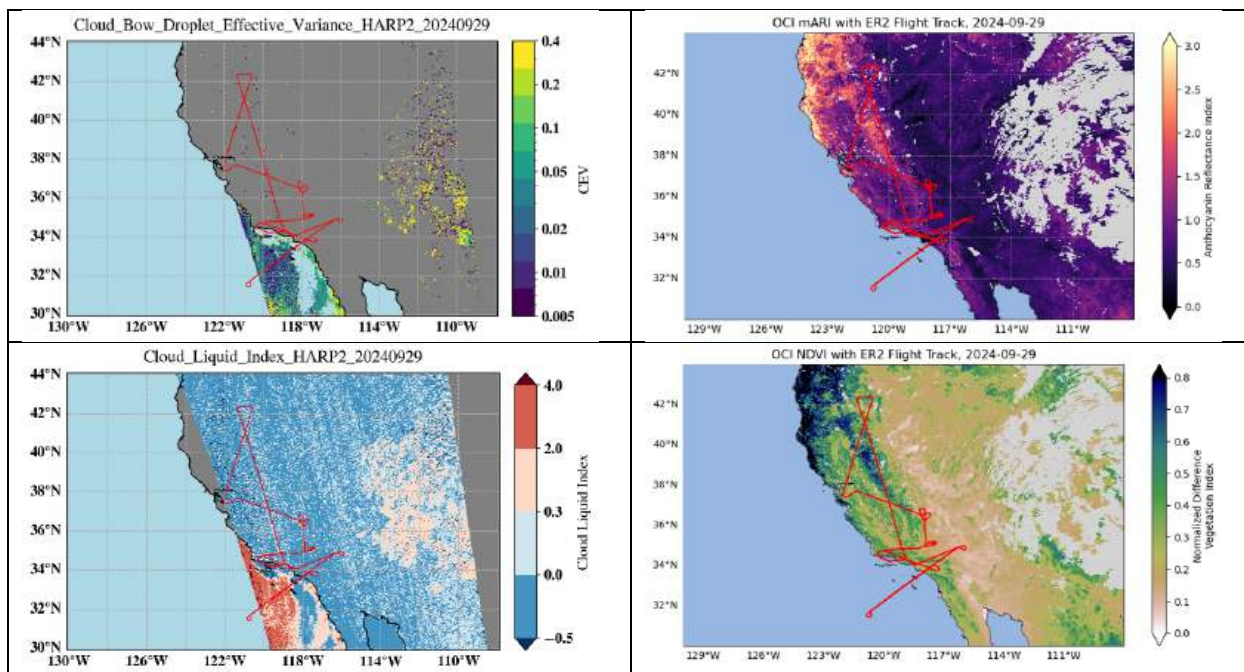 Cloud_Bow_Droplet_Effective_Variance_HARP2_20240929
44°N
42°N
40°N
38°N
36°N
34°N
32°N
30°N
130°W 126°W 122°W 118°W 114°W 110°W
0.4
0.2
0.1
0.05
0.02
0.01
0.005
CEV
OCI mARI with ER2 Flight Track, 2024-09-29
42°N
40°N
38°N
36°N
34°N
32°N
129°W 126°W 123°W 120°W 117°W 114°W 111°W
3.0
2.5
2.0
1.5
1.0
0.5
0.0
Anthocyanin Reflectance Index
Cloud_Liquid_Index_HARP2_20240929
44°N
42°N
40°N
38°N
36°N
34°N
32°N
30°N
130°W 126°W 122°W 118°W 114°W 110°W
4.0
2.0
0.3
0.0
−0.5
Cloud Liquid Index
OCI NDVI with ER2 Flight Track, 2024-09-29
42°N
40°N
38°N
36°N
34°N
32°N
129°W 126°W 123°W 120°W 117°W 114°W 111°W
0.8
0.7
0.6
0.5
0.4
0.3
0.2
0.1
0.0
Normalized Difference
Vegetation Index